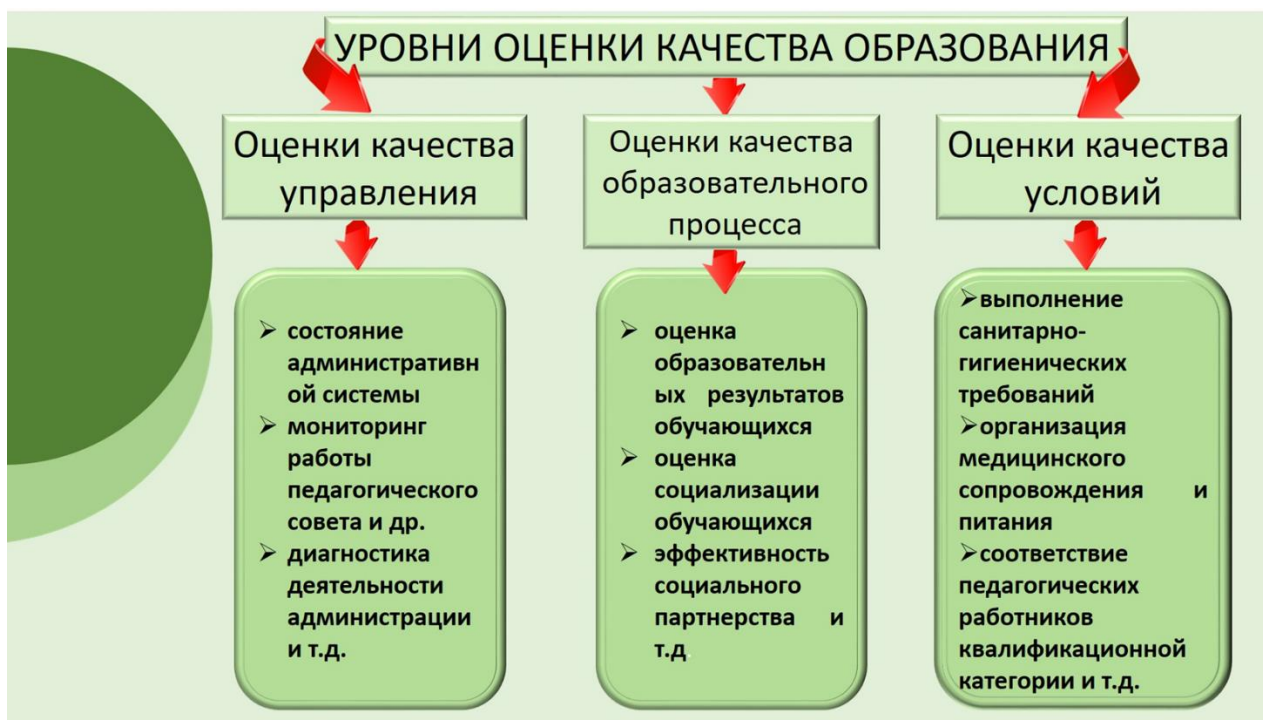 УРОВНИ ОЦЕНКИ КАЧЕСТВА ОБРАЗОВАНИЯ
Оценки качества
управления
Оценки качества
образовательного
процесса
Оценки качества
условий
➢ состояние
административн
ой системы
➢ мониторинг
работы
педагогического
совета и др.
➢ диагностика
деятельности
администрации
и т.д.
➢ оценка
образовательн
ых результатов
обучающихся
➢ оценка
социализации
обучающихся
➢ эффективность
социального
партнерства и
т.д.
➢выполнение
санитарно-
гигиенических
требований
➢организация
медицинского
сопровождения и
питания
➢соответствие
педагогических
работников
квалификационной
категории и т.д.